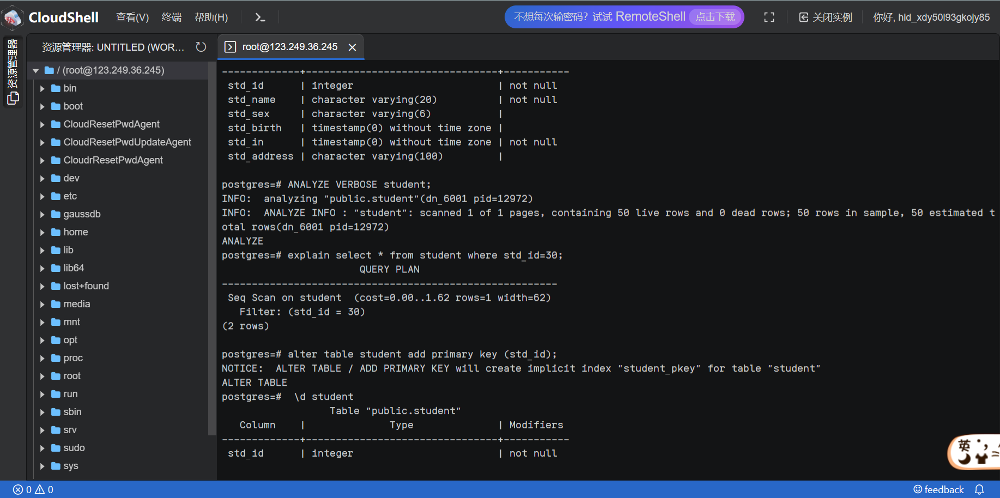 CloudShell 查看(V) 终端 帮助(H) 不想每次输密码? 试试 RemoteShell 点击下载 关闭实例 你好, hid_xdy50l93gkojy85
资源管理器
资源管理器: UNTITLED (WOR...
root@123.249.36.245
/ (root@123.249.36.245)
bin
boot
CloudResetPwdAgent
CloudResetPwdUpdateAgent
CloudrResetPwdAgent
dev
etc
gaussdb
home
lib
lib64
lost+found
media
mnt
opt
proc
root
run
sbin
srv
sudo
sys
-------------+--------------------------------+-----------
 std_id      | integer                        | not null
 std_name    | character varying(20)          | not null
 std_sex     | character varying(6)           |
 std_birth   | timestamp(0) without time zone |
 std_in      | timestamp(0) without time zone | not null
 std_address | character varying(100)         |
postgres=# ANALYZE VERBOSE student;
INFO:  analyzing "public.student"(dn_6001 pid=12972)
INFO:  ANALYZE INFO : "student": scanned 1 of 1 pages, containing 50 live rows and 0 dead rows; 50 rows in sample, 50 estimated t
otal rows(dn_6001 pid=12972)
ANALYZE
postgres=# explain select * from student where std_id=30;
                       QUERY PLAN
--------------------------------------------------------
 Seq Scan on student  (cost=0.00..1.62 rows=1 width=62)
   Filter: (std_id = 30)
(2 rows)
postgres=# alter table student add primary key (std_id);
NOTICE:  ALTER TABLE / ADD PRIMARY KEY will create implicit index "student_pkey" for table "student"
ALTER TABLE
postgres=#  \d student
                  Table "public.student"
   Column    |              Type              | Modifiers
-------------+--------------------------------+-----------
 std_id      | integer                        | not null
英
0 0
feedback